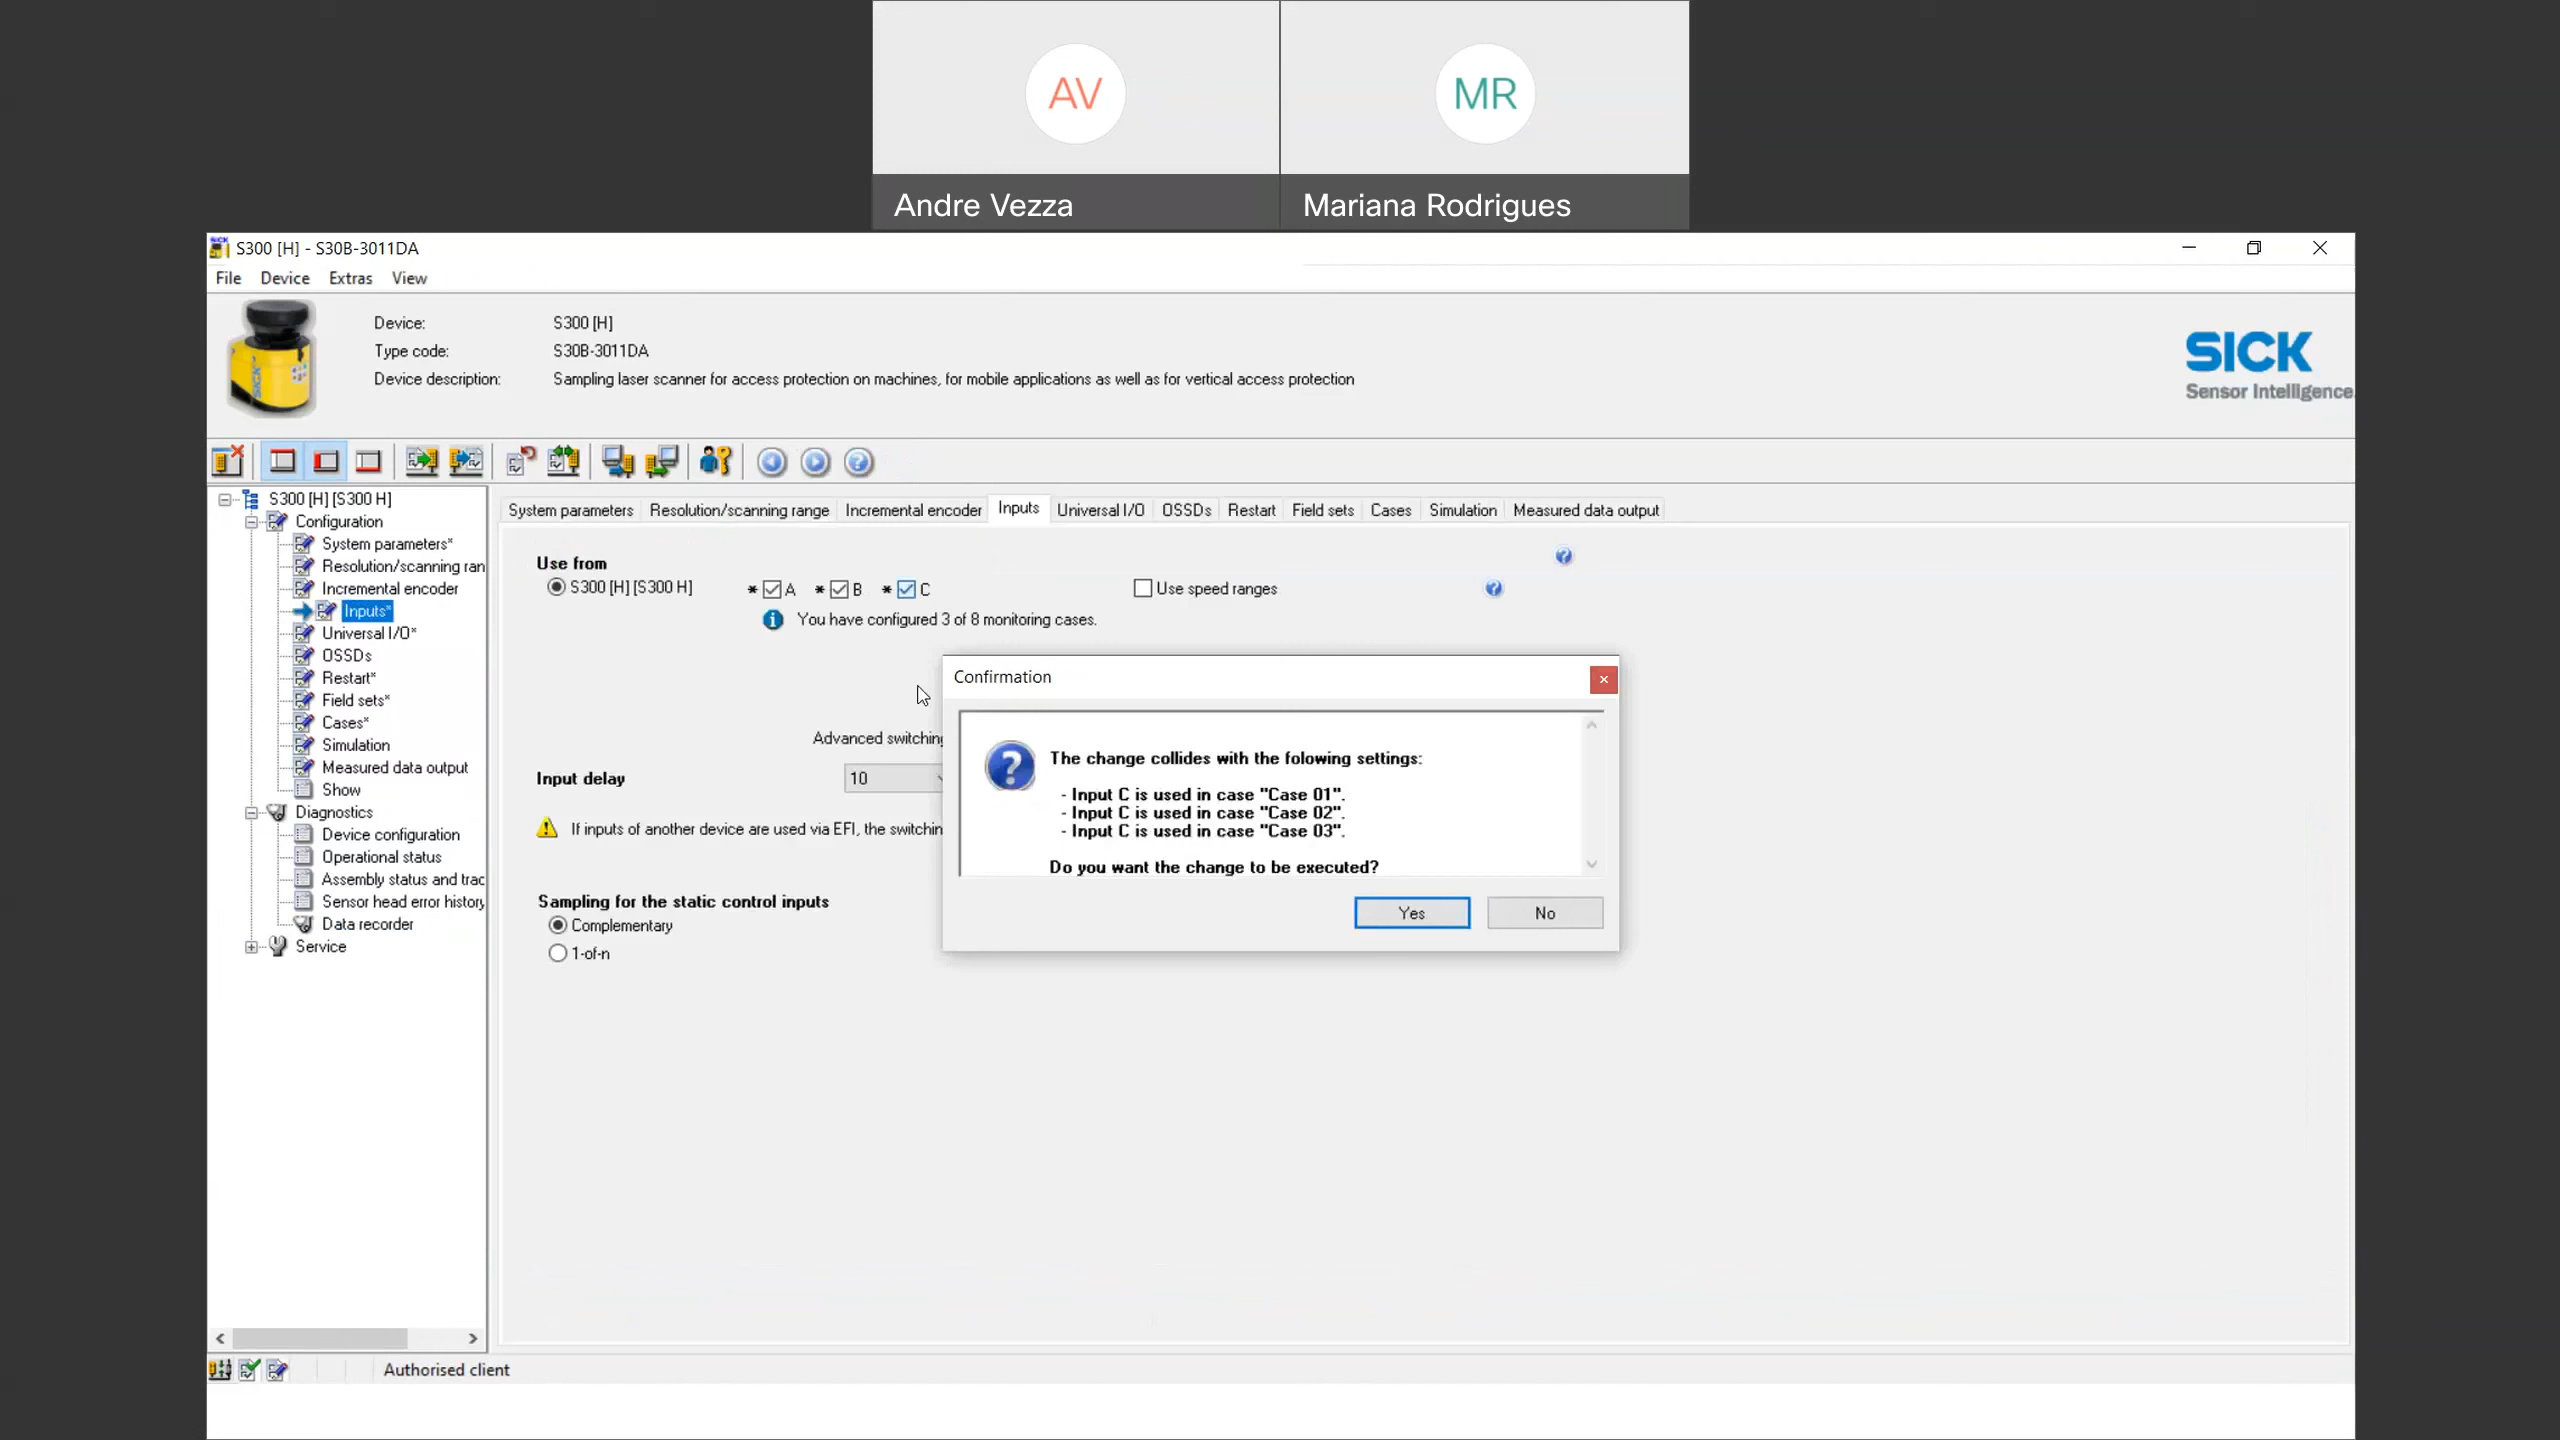 AV
MR
Andre Vezza
Mariana Rodrigues
S300 [H] - S30B-3011DA
File Device Extras View
Device: S300 [H]
Type code: S30B-3011DA
Device description: Sampling laser scanner for access protection on machines, for mobile applications as well as for vertical access protection
SICK
Sensor Intelligence
S300 [H] [S300 H]
Configuration
System parameters*
Resolution/scanning ran
Incremental encoder
Inputs*
Universal I/O*
OSSDs
Restart*
Field sets*
Cases*
Simulation
Measured data output
Show
Diagnostics
Device configuration
Operational status
Assembly status and trac
Sensor head error history
Data recorder
Service
System parameters Resolution/scanning range Incremental encoder Inputs Universal I/O OSSDs Restart Field sets Cases Simulation Measured data output
Use from
S300 [H] [S300 H] * A * B * C Use speed ranges
You have configured 3 of 8 monitoring cases.
Advanced switching
Input delay 10
If inputs of another device are used via EFI, the switchin
Sampling for the static control inputs
Complementary
1-of-n
Confirmation
The change collides with the folowing settings:
- Input C is used in case "Case 01".
- Input C is used in case "Case 02".
- Input C is used in case "Case 03".
Do you want the change to be executed?
Yes No
Authorised client